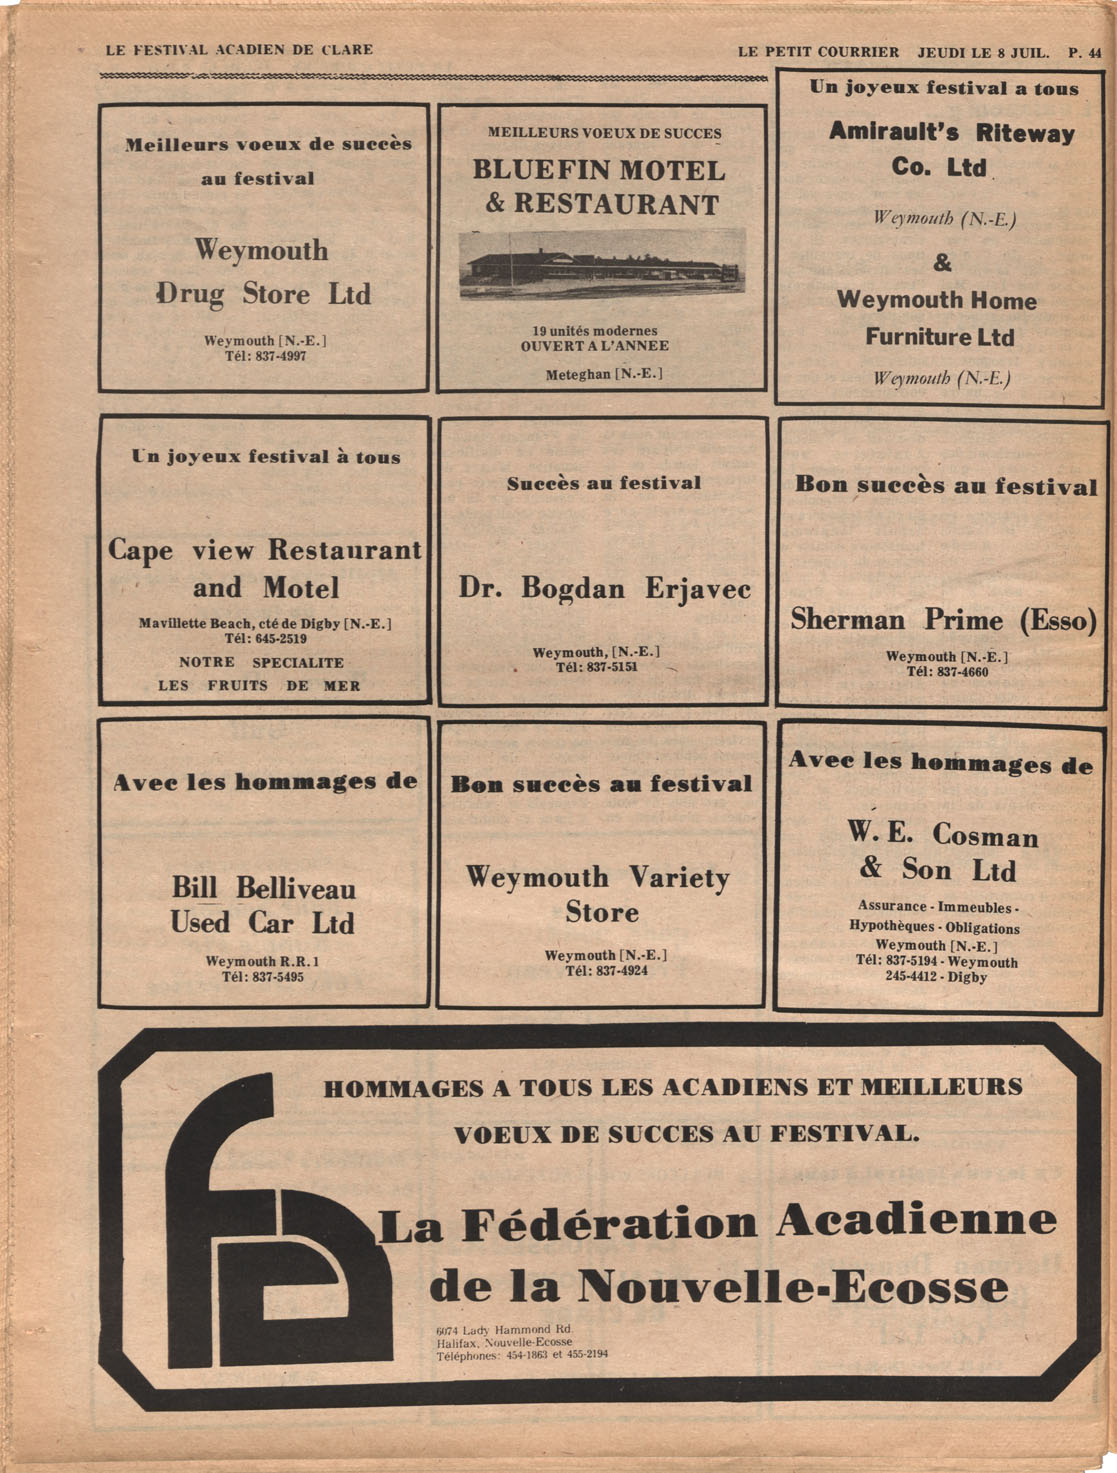 LE FESTIVAL ACADIEN DE CLARE
LE PETIT COURRIER JEUDI LE 8 JUIL. P. 44
Meilleurs voeux de succès
au festival
Weymouth
Drug Store Ltd
Weymouth [N.-E.]
Tél: 837-4997
MEILLEURS VOEUX DE SUCCES
BLUEFIN MOTEL
& RESTAURANT
19 unités modernes
OUVERT A L'ANNEE
Meteghan [N.-E.]
Un joyeux festival a tous
Amirault's Riteway
Co. Ltd
Weymouth (N.-E.)
&
Weymouth Home
Furniture Ltd
Weymouth (N.-E.)
Un joyeux festival à tous
Cape view Restaurant
and Motel
Mavillette Beach, cté de Digby [N.-E.]
Tél: 645-2519
NOTRE SPECIALITE
LES FRUITS DE MER
Succès au festival
Dr. Bogdan Erjavec
Weymouth, [N.-E.]
Tél: 837-5151
Bon succès au festival
Sherman Prime (Esso)
Weymouth [N.-E.]
Tél: 837-4660
Avec les hommages de
Bill Belliveau
Used Car Ltd
Weymouth R.R. 1
Tél: 837-5495
Bon succès au festival
Weymouth Variety
Store
Weymouth [N.-E.]
Tél: 837-4924
Avec les hommages de
W. E. Cosman
& Son Ltd
Assurance - Immeubles -
Hypothèques - Obligations
Weymouth [N.-E.]
Tél: 837-5194 - Weymouth
245-4412 - Digby
HOMMAGES A TOUS LES ACADIENS ET MEILLEURS
VOEUX DE SUCCES AU FESTIVAL.
La Fédération Acadienne
de la Nouvelle-Ecosse
6074 Lady Hammond Rd.
Halifax, Nouvelle-Ecosse
Téléphones: 454-1863 et 455-2194